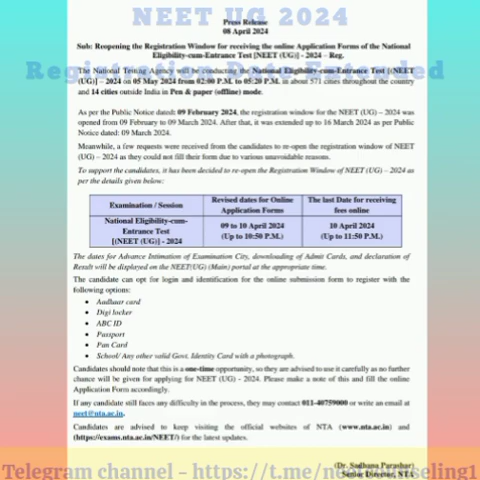 NEET UG 2024
Press Release
08 April 2024
Sub: Reopening the Registration Window for receiving the online Application Forms of the National
Eligibility-cum-Entrance Test [NEET (UG)] - 2024 – Reg.
Registration Date Extended
The National Testing Agency will be conducting the National Eligibility-cum-Entrance Test [(NEET
(UG)] – 2024 on 05 May 2024 from 02:00 P.M. to 05:20 P.M. in about 571 cities throughout the country
and 14 cities outside India in Pen & paper (offline) mode.
As per the Public Notice dated: 09 February 2024, the registration window for the NEET (UG) – 2024 was
opened from 09 February to 09 March 2024. After that, it was extended up to 16 March 2024 as per Public
Notice dated: 09 March 2024.
Meanwhile, a few requests were received from the candidates to re-open the registration window of NEET
(UG) – 2024 as they could not fill their form due to various unavoidable reasons.
To support the candidates, it has been decided to re-open the Registration Window of NEET (UG) – 2024 as
per the details given below:
Examination / Session
Revised dates for Online
Application Forms
The last Date for receiving
fees online
National Eligibility-cum-
Entrance Test
[(NEET (UG)] - 2024
09 to 10 April 2024
(Up to 10:50 P.M.)
10 April 2024
(Up to 11:50 P.M.)
The dates for Advance Intimation of Examination City, downloading of Admit Cards, and declaration of
Result will be displayed on the NEET(UG) (Main) portal at the appropriate time.
The candidate can opt for login and identification for the online submission form to register with the
following options:
• Aadhaar card
• Digi locker
• ABC ID
• Passport
• Pan Card
• School/ Any other valid Govt. Identity Card with a photograph.
Candidates should note that this is a one-time opportunity, so they are advised to use it carefully as no further
chance will be given for applying for NEET (UG) - 2024. Please make a note of this and fill the online
Application Form accordingly.
If any candidate still faces any difficulty in the process, they may contact 011-40759000 or write an email at
neet@nta.ac.in.
Candidates are advised to keep visiting the official websites of NTA (www.nta.ac.in) and
(https://exams.nta.ac.in/NEET/) for the latest updates.
(Dr. Sadhana Parashar)
Senior Director, NTA
Telegram channel – https://t.me/